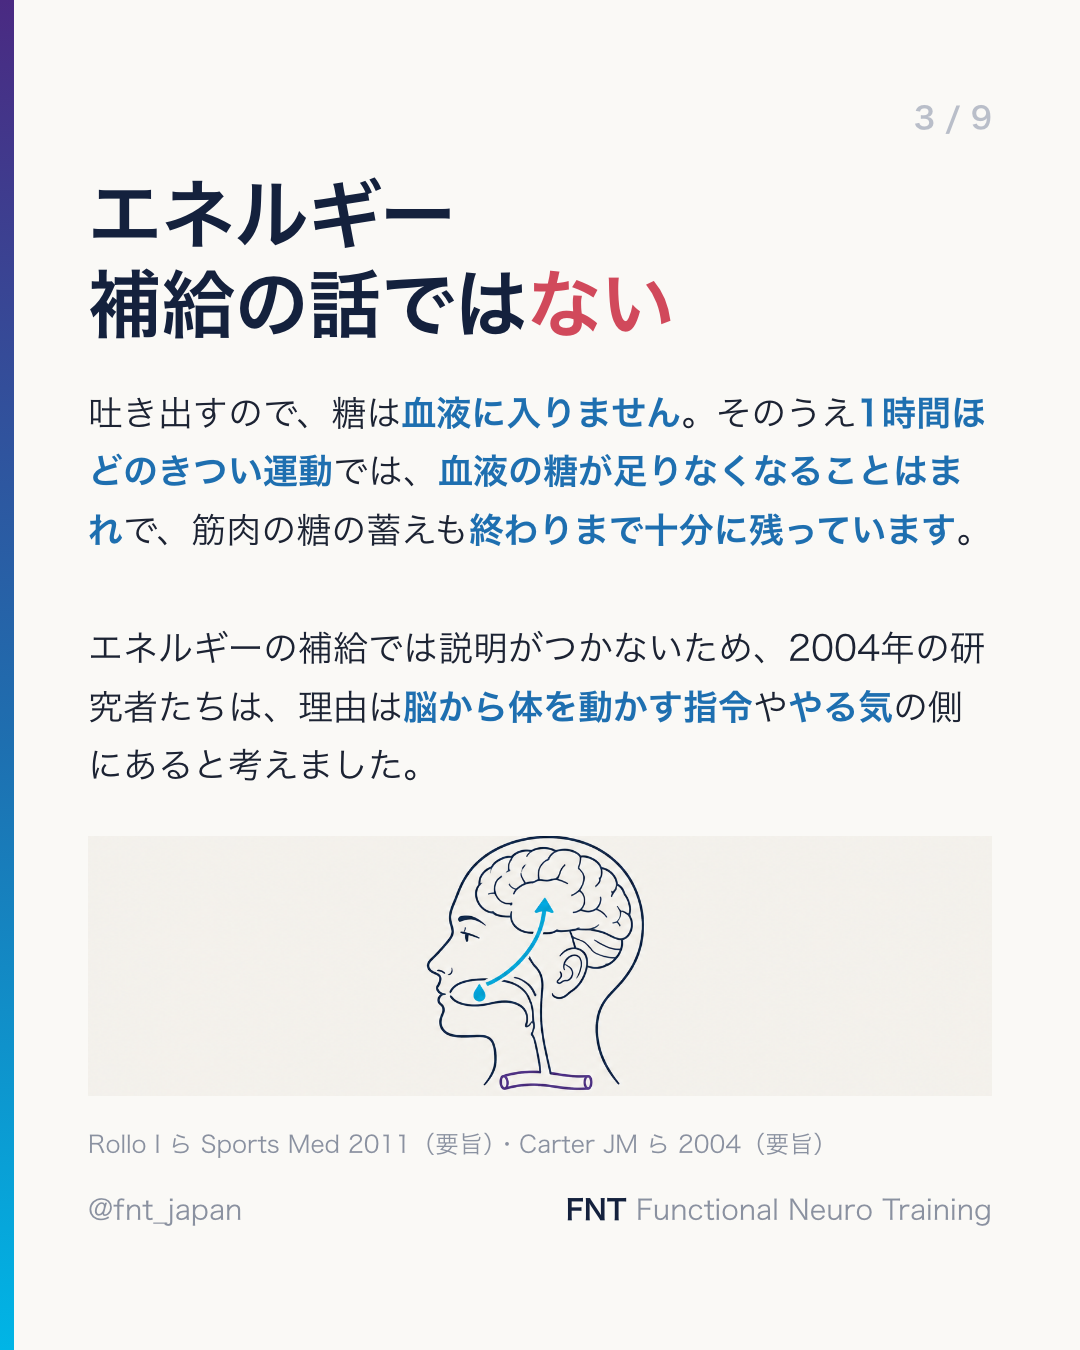 3 / 9
エネルギー
補給の話ではない
吐き出すので、糖は血液に入りません。そのうえ1時間ほ
どのきつい運動では、血液の糖が足りなくなることはま
れで、筋肉の糖の蓄えも終わりまで十分に残っています。
エネルギーの補給では説明がつかないため、2004年の研
究者たちは、理由は脳から体を動かす指令ややる気の側
にあると考えました。
Rollo I ら Sports Med 2011（要旨）・Carter JM ら 2004（要旨）
@fnt_japan
FNT Functional Neuro Training